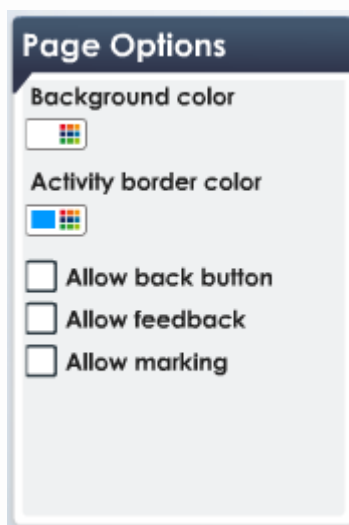 Page Options
Background color
Activity border color
Allow back button
Allow feedback
Allow marking